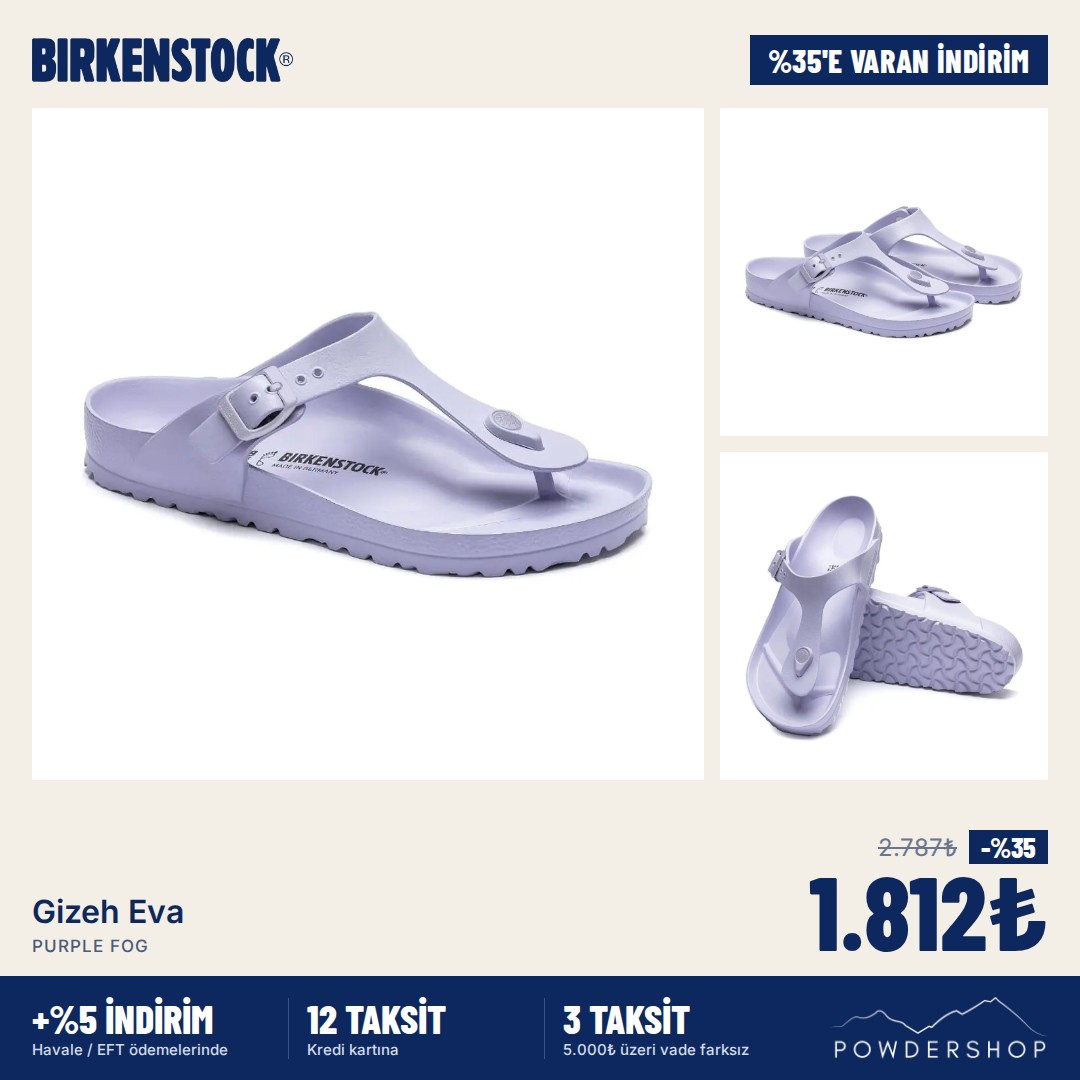 BIRKENSTOCK®
%35'E VARAN İNDİRİM
BIRKENSTOCK
MADE IN GERMANY
BIRKENSTOCK
2.787₺
-%35
1.812₺
Gizeh Eva
PURPLE FOG
+%5 İNDİRİM
Havale / EFT ödemelerinde
12 TAKSİT
Kredi kartına
3 TAKSİT
5.000₺ üzeri vade farksız
POWDERSHOP